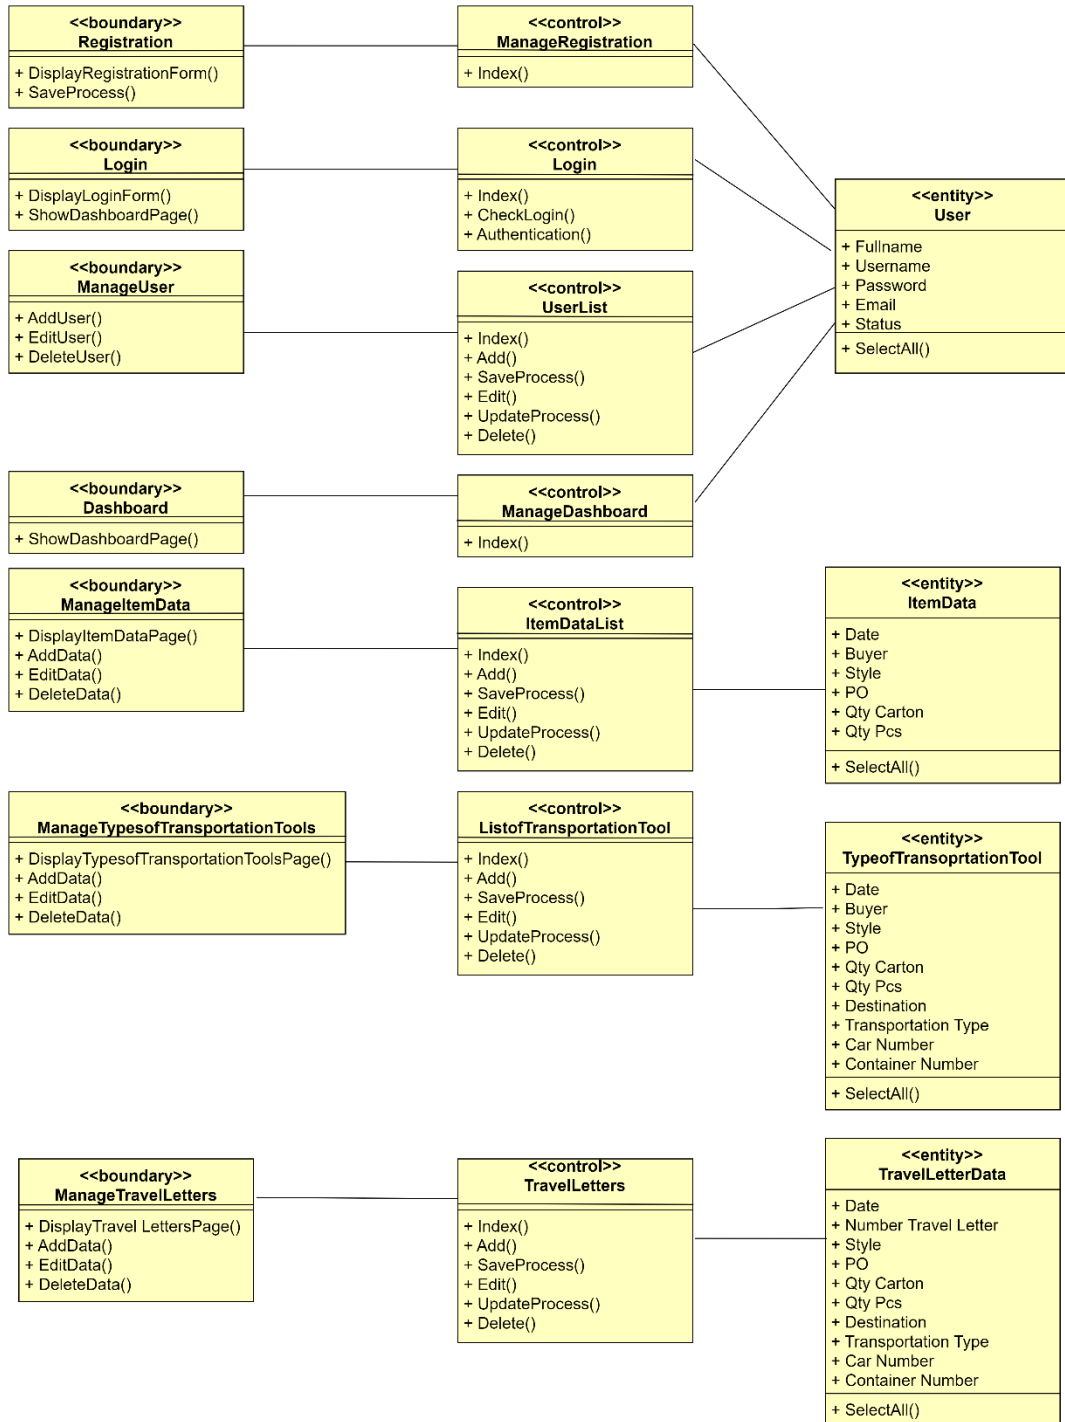 <<boundary>>
Registration
+ DisplayRegistrationForm()
+ SaveProcess()
<<control>>
ManageRegistration
+ Index()
<<boundary>>
Login
+ DisplayLoginForm()
+ ShowDashboardPage()
<<control>>
Login
+ Index()
+ CheckLogin()
+ Authentication()
<<entity>>
User
+ Fullname
+ Username
+ Password
+ Email
+ Status
+ SelectAll()
<<boundary>>
ManageUser
+ AddUser()
+ EditUser()
+ DeleteUser()
<<control>>
UserList
+ Index()
+ Add()
+ SaveProcess()
+ Edit()
+ UpdateProcess()
+ Delete()
<<boundary>>
Dashboard
+ ShowDashboardPage()
<<control>>
ManageDashboard
+ Index()
<<boundary>>
ManageItemData
+ DisplayItemDataPage()
+ AddData()
+ EditData()
+ DeleteData()
<<control>>
ItemDataList
+ Index()
+ Add()
+ SaveProcess()
+ Edit()
+ UpdateProcess()
+ Delete()
<<entity>>
ItemData
+ Date
+ Buyer
+ Style
+ PO
+ Qty Carton
+ Qty Pcs
+ SelectAll()
<<boundary>>
ManageTypesofTransportationTools
+ DisplayTypesofTransportationToolsPage()
+ AddData()
+ EditData()
+ DeleteData()
<<control>>
ListofTransportationTool
+ Index()
+ Add()
+ SaveProcess()
+ Edit()
+ UpdateProcess()
+ Delete()
<<entity>>
TypeofTransoprtationTool
+ Date
+ Buyer
+ Style
+ PO
+ Qty Carton
+ Qty Pcs
+ Destination
+ Transportation Type
+ Car Number
+ Container Number
+ SelectAll()
<<boundary>>
ManageTravelLetters
+ DisplayTravel LettersPage()
+ AddData()
+ EditData()
+ DeleteData()
<<control>>
TravelLetters
+ Index()
+ Add()
+ SaveProcess()
+ Edit()
+ UpdateProcess()
+ Delete()
<<entity>>
TravelLetterData
+ Date
+ Number Travel Letter
+ Style
+ PO
+ Qty Carton
+ Qty Pcs
+ Destination
+ Transportation Type
+ Car Number
+ Container Number
+ SelectAll()